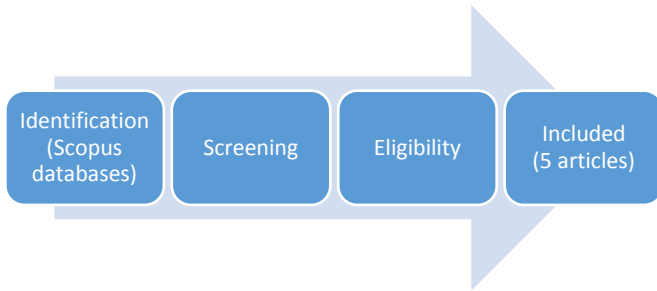 Identification
(Scopus
databases)
Screening
Eligibility
Included
(5 articles)